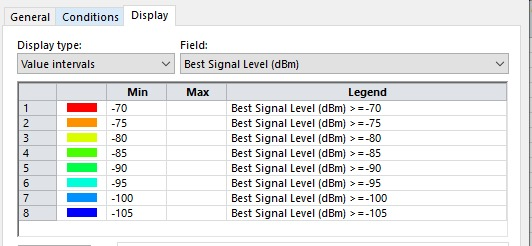 General Conditions Display
Display type: Field:
Value intervals Best Signal Level (dBm)
Min Max Legend
1 -70 Best Signal Level (dBm) >=-70
2 -75 Best Signal Level (dBm) >=-75
3 -80 Best Signal Level (dBm) >=-80
4 -85 Best Signal Level (dBm) >=-85
5 -90 Best Signal Level (dBm) >=-90
6 -95 Best Signal Level (dBm) >=-95
7 -100 Best Signal Level (dBm) >=-100
8 -105 Best Signal Level (dBm) >=-105